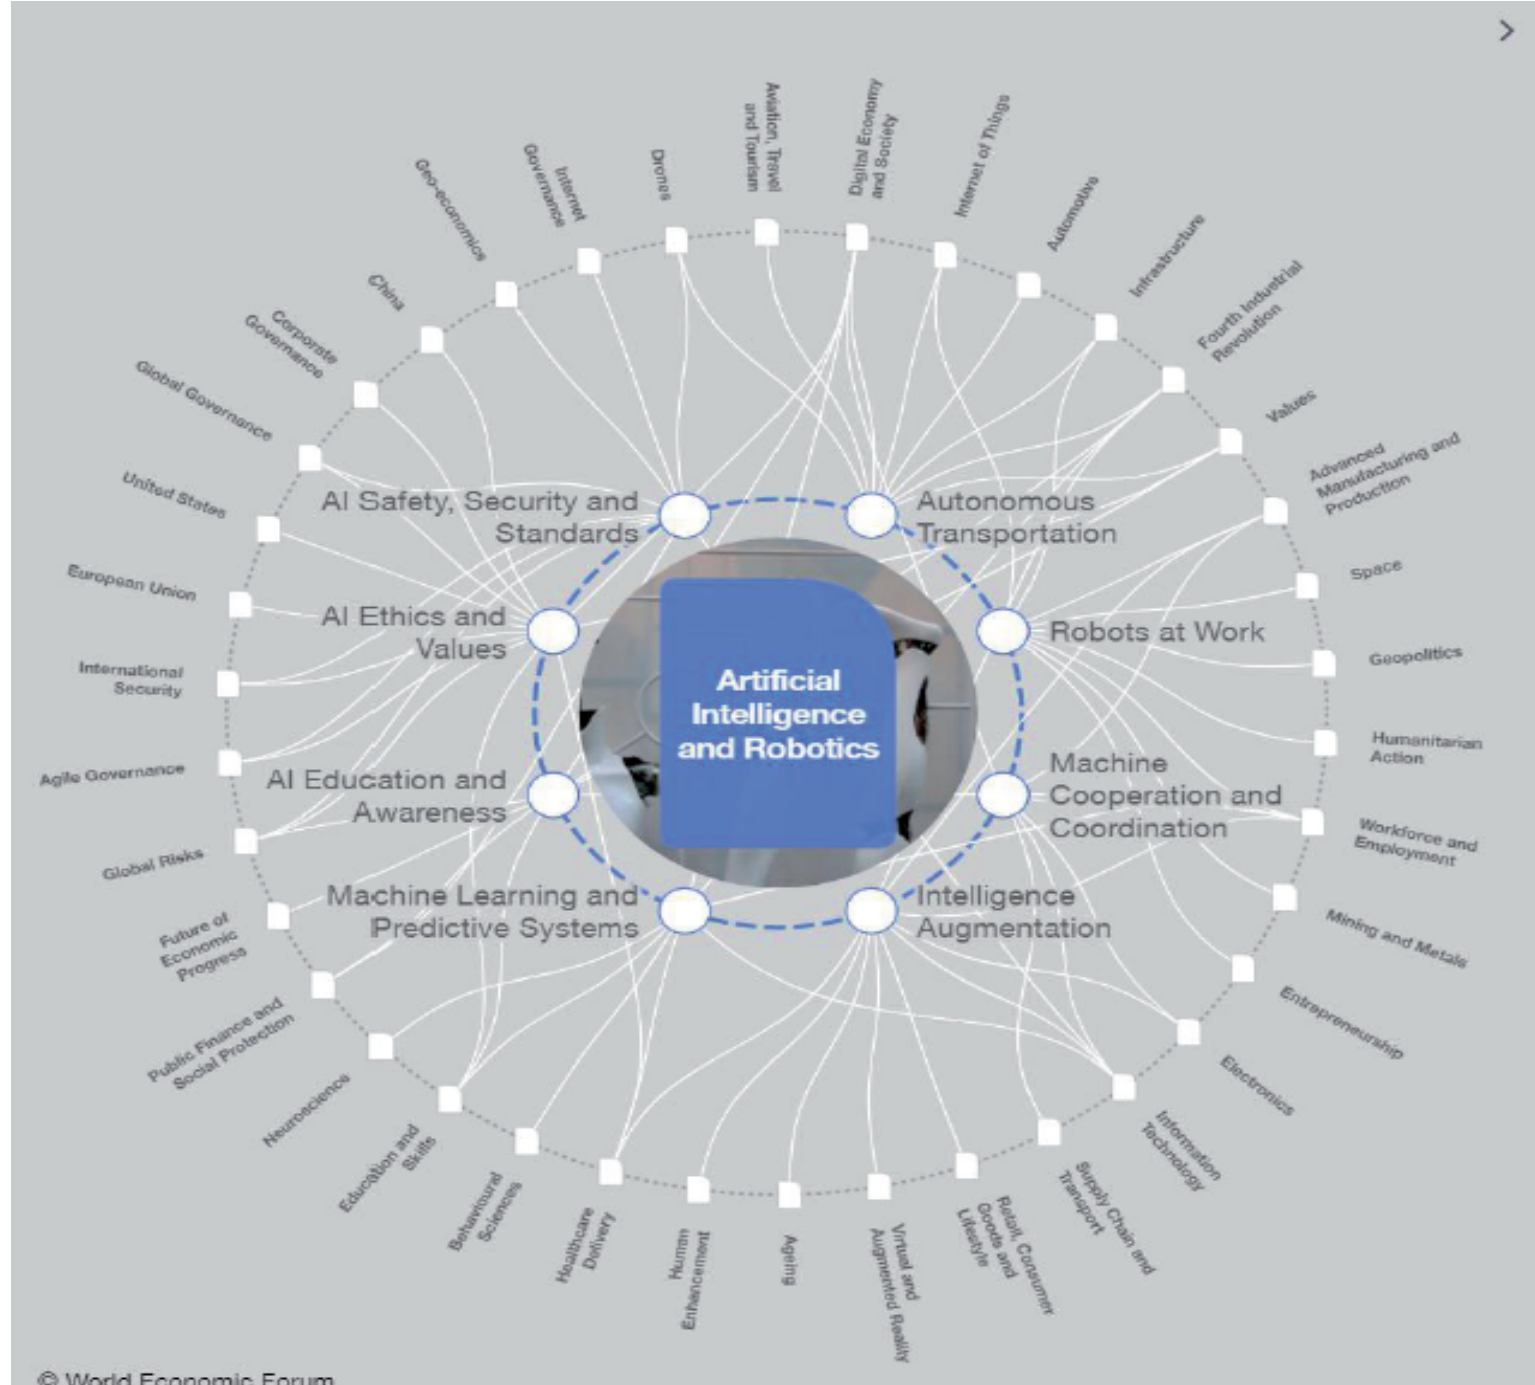 Aviation, Travel
and Tourism
Digital Economy
and Society
Internet of Things
Automotive
Infrastructure
Fourth Industrial
Revolution
Values
Advanced
Manufacturing and
Production
Space
Geopolitics
Humanitarian
Action
Workforce and
Employment
Mining and Metals
Entrepreneurship
Electronics
Information
Technology
Supply Chain and
Transport
Retail, Consumer
Goods and
Lifestyle
Virtual and
Augmented Reality
Ageing
Human
Enhancement
Healthcare
Delivery
Behavioural
Sciences
Education and
Skills
Neuroscience
Public Finance and
Social Protection
Future of
Economic
Progress
Global Risks
Agile Governance
International
Security
European Union
United States
Global Governance
Corporate
Governance
China
Geo-economics
Internet
Governance
Drones
AI Safety, Security and
Standards
Autonomous
Transportation
AI Ethics and
Values
Robots at Work
Artificial
Intelligence
and Robotics
AI Education and
Awareness
Machine
Cooperation and
Coordination
Machine Learning and
Predictive Systems
Intelligence
Augmentation
© World Economic Forum